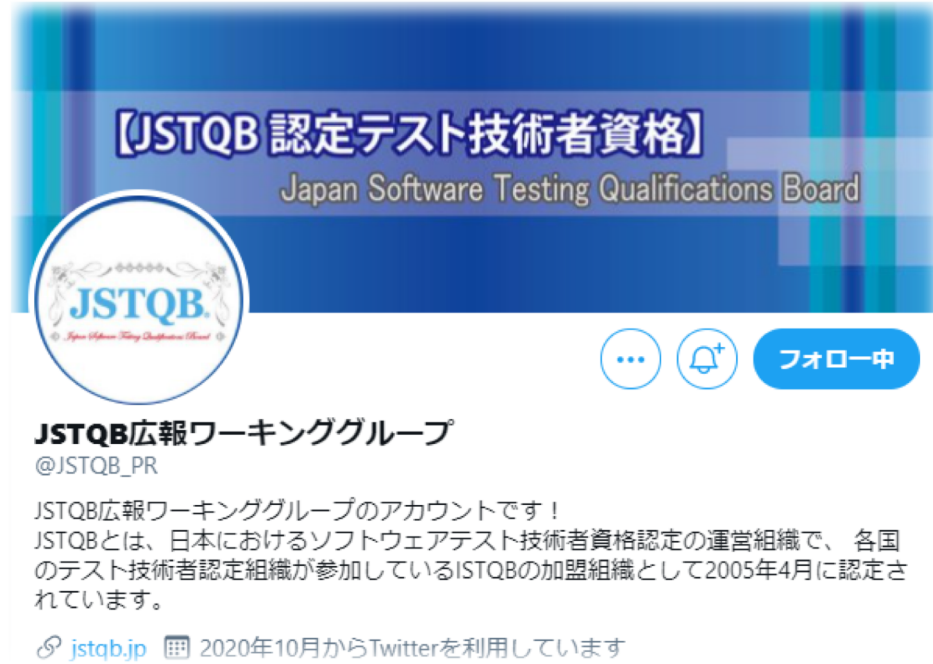 【JSTQB 認定テスト技術者資格】
Japan Software Testing Qualifications Board
JSTQB.
Japan Software Testing Qualifications Board
フォロー中
JSTQB広報ワーキンググループ
@JSTQB_PR
JSTQB広報ワーキンググループのアカウントです!
JSTQBとは、日本におけるソフトウェアテスト技術者資格認定の運営組織で、 各国
のテスト技術者認定組織が参加しているISTQBの加盟組織として2005年4月に認定さ
れています。
jstqb.jp 2020年10月からTwitterを利用しています